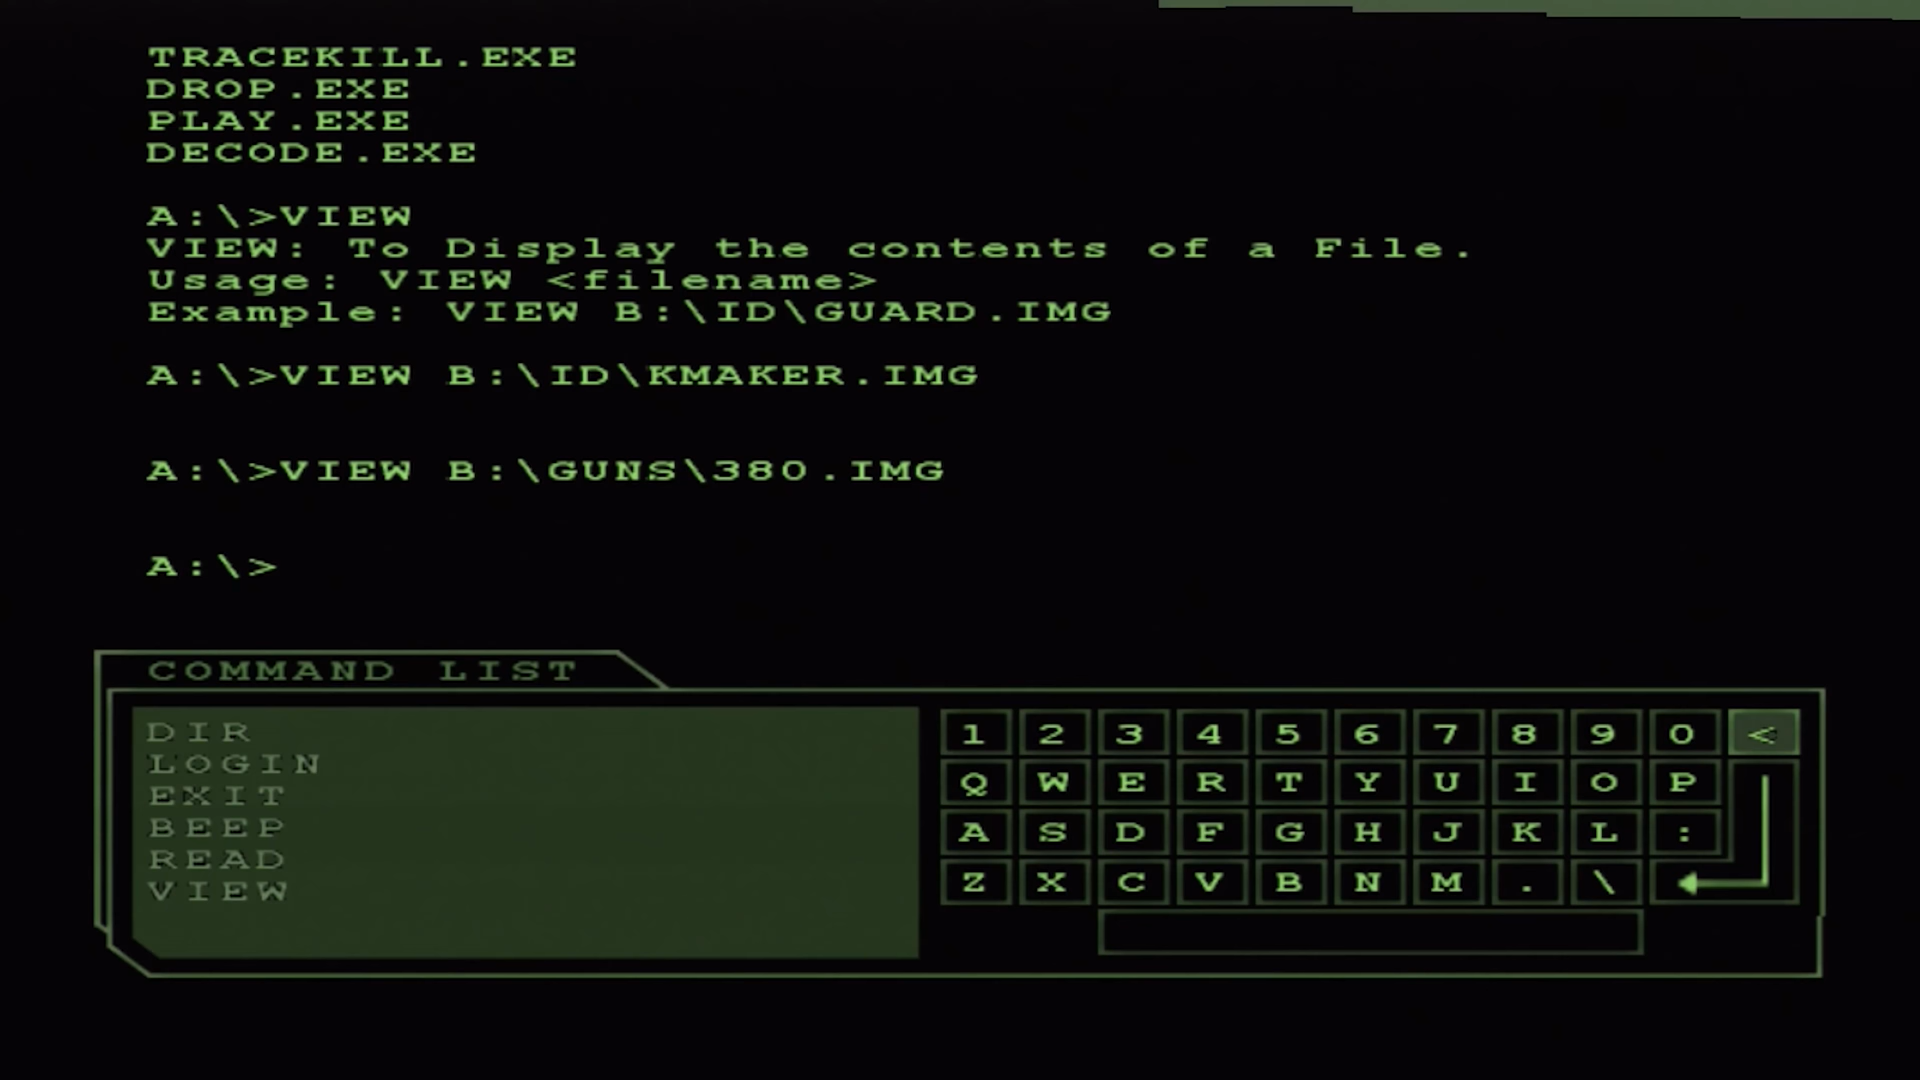 TRACEKILL.EXE
DROP.EXE
PLAY.EXE
DECODE.EXE
A:\>VIEW
VIEW: To Display the contents of a File.
Usage: VIEW <filename>
Example: VIEW B:\ID\GUARD.IMG
A:\>VIEW B:\ID\KMAKER.IMG
A:\>VIEW B:\GUNS\380.IMG
A:\>
COMMAND LIST
DIR
LOGIN
EXIT
BEEP
READ
VIEW
1 2 3 4 5 6 7 8 9 0 <
Q W E R T Y U I O P
A S D F G H J K L :
Z X C V B N M . \